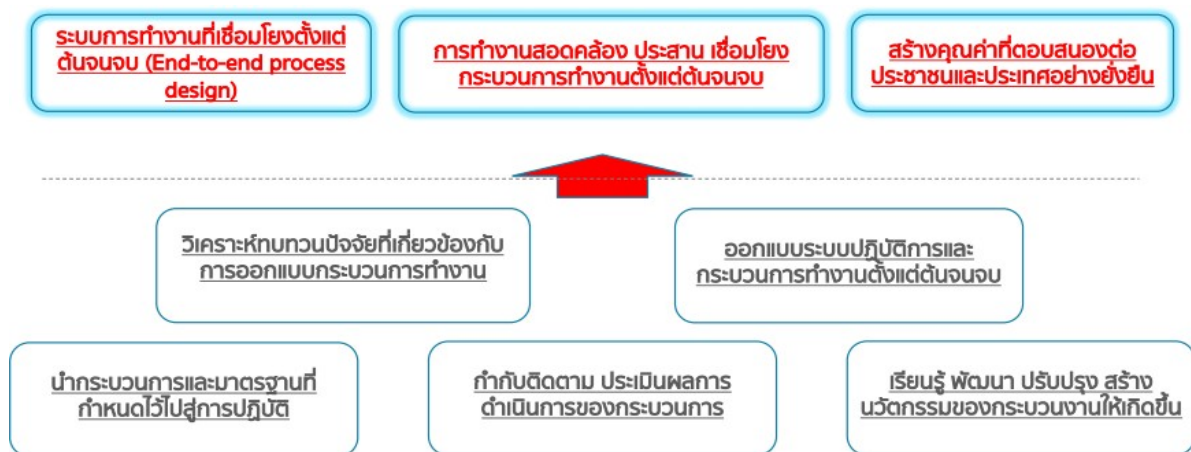 ระบบการทำงานที่เชื่อมโยงตั้งแต่
ต้นจนจบ (End-to-end process
design)
การทำงานสอดคล้อง ประสาน เชื่อมโยง
กระบวนการทำงานตั้งแต่ต้นจนจบ
สร้างคุณค่าที่ตอบสนองต่อ
ประชาชนและประเทศอย่างยั่งยืน
วิเคราะห์ทบทวนปัจจัยที่เกี่ยวข้องกับ
การออกแบบกระบวนการทำงาน
ออกแบบระบบปฏิบัติการและ
กระบวนการทำงานตั้งแต่ต้นจนจบ
นำกระบวนการและมาตรฐานที่
กำหนดไว้ไปสู่การปฏิบัติ
กำกับติดตาม ประเมินผลการ
ดำเนินการของกระบวนการ
เรียนรู้ พัฒนา ปรับปรุง สร้าง
นวัตกรรมของกระบวนงานให้เกิดขึ้น